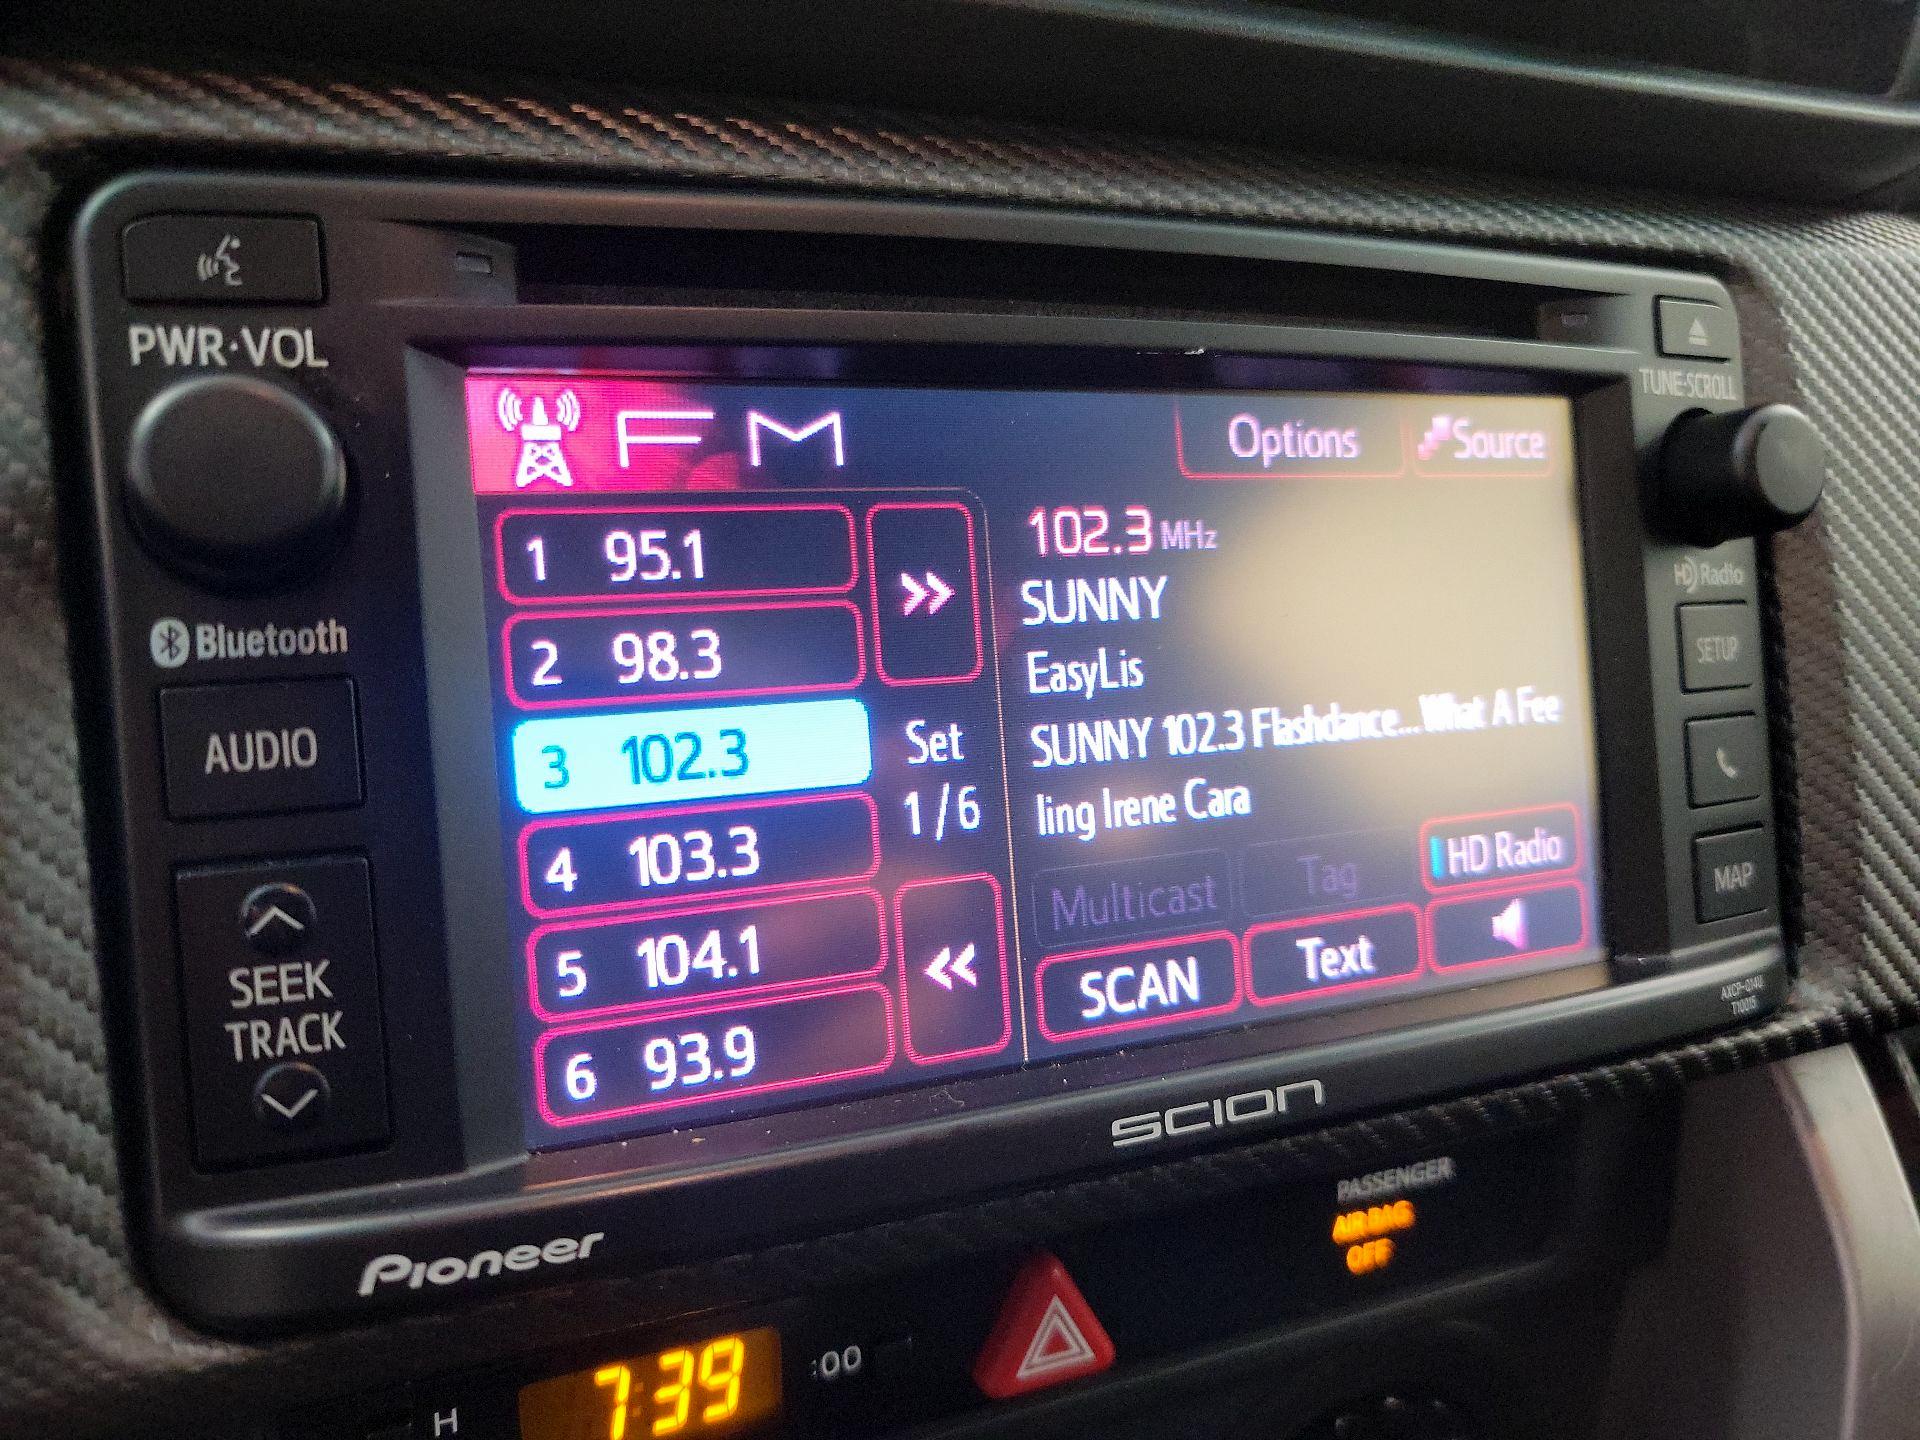 PWR·VOL
Bluetooth
AUDIO
SEEK
TRACK
FM
Options
Source
1 95.1
2 98.3
3 102.3
4 103.3
5 104.1
6 93.9
Set
1/6
102.3 MHz
SUNNY
EasyLis
SUNNY 102.3 Flashdance...What A Fee
ling Irene Cara
Multicast
Tag
HD Radio
SCAN
Text
TUNE·SCROLL
HD Radio
SETUP
MAP
SCION
Pioneer
PASSENGER
AIR BAG
OFF
H
7:39
:00